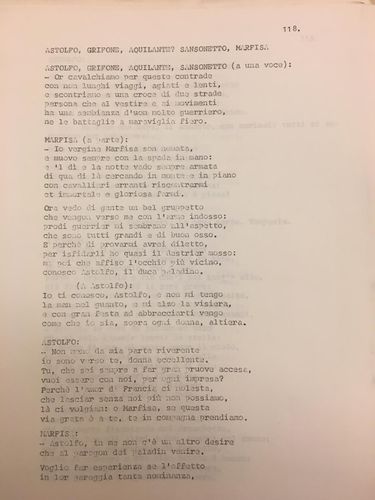 118.
ASTOLFO, GRIFONE, AQUILANTE? SANSONETTO, MARFISA
ASTOLFO, GRIFONE, AQUILANTE, SANSONETTO (a una voce):
- Or cavalchiamo per queste contrade
con non lunghi viaggi, agiati e lenti,
e scontriamo a una croce di due strade
persona che al vestire e ai movimenti
ha una sembianza d'uom molto guerriero,
ne le battaglie a maraviglia fiero.
MARFISA (a parte):
- Io vergine Marfisa son nomata,
e muovo sempre con la spada in mano:
e 'l dì e la notte vado sempre armata
di qua di là cercando in monte e in piano
con cavallieri erranti riscontrarmi
et immortale e gloriosa farmi.
Ora vedo di gente un bel gruppetto
che vengon verso me con l'arme indosso:
prodi guerrier mi sembrano all'aspetto,
che sono tutti grandi e di buon osso.
E perchè di provarmi avrei diletto,
per isfidarli ho quasi il destrier mosso:
ma poi che affiso l'occhio più vicino,
conosco Astolfo, il duca paladino.
(A Astolfo):
Io ti conosco, Astolfo, e non mi tengo
la man nel guanto, e mi alzo la visiera,
e con gran festa ad abbracciarti vengo
come che io sia, sopra ogni donna, altiera.
ASTOLFO:
- Non meno da mia parte riverente
io sono verso te, donna eccellente.
Tu, che sei sempre a far gran pruove accesa,
vuoi essere con noi, per ogni impresa?
Perchè l'amor di Francia ci molesta,
che lasciar senza noi più non possiamo,
là ci volgiam: e Marfisa, se questa
via grata è a te, te in compagna prendiamo.
MARFISA:
- Astolfo, in me non c'è un altro desire
che al paragon dei paladin venire.
Voglio far esperienza se l'effetto
in lor pareggia tanta nominanza,